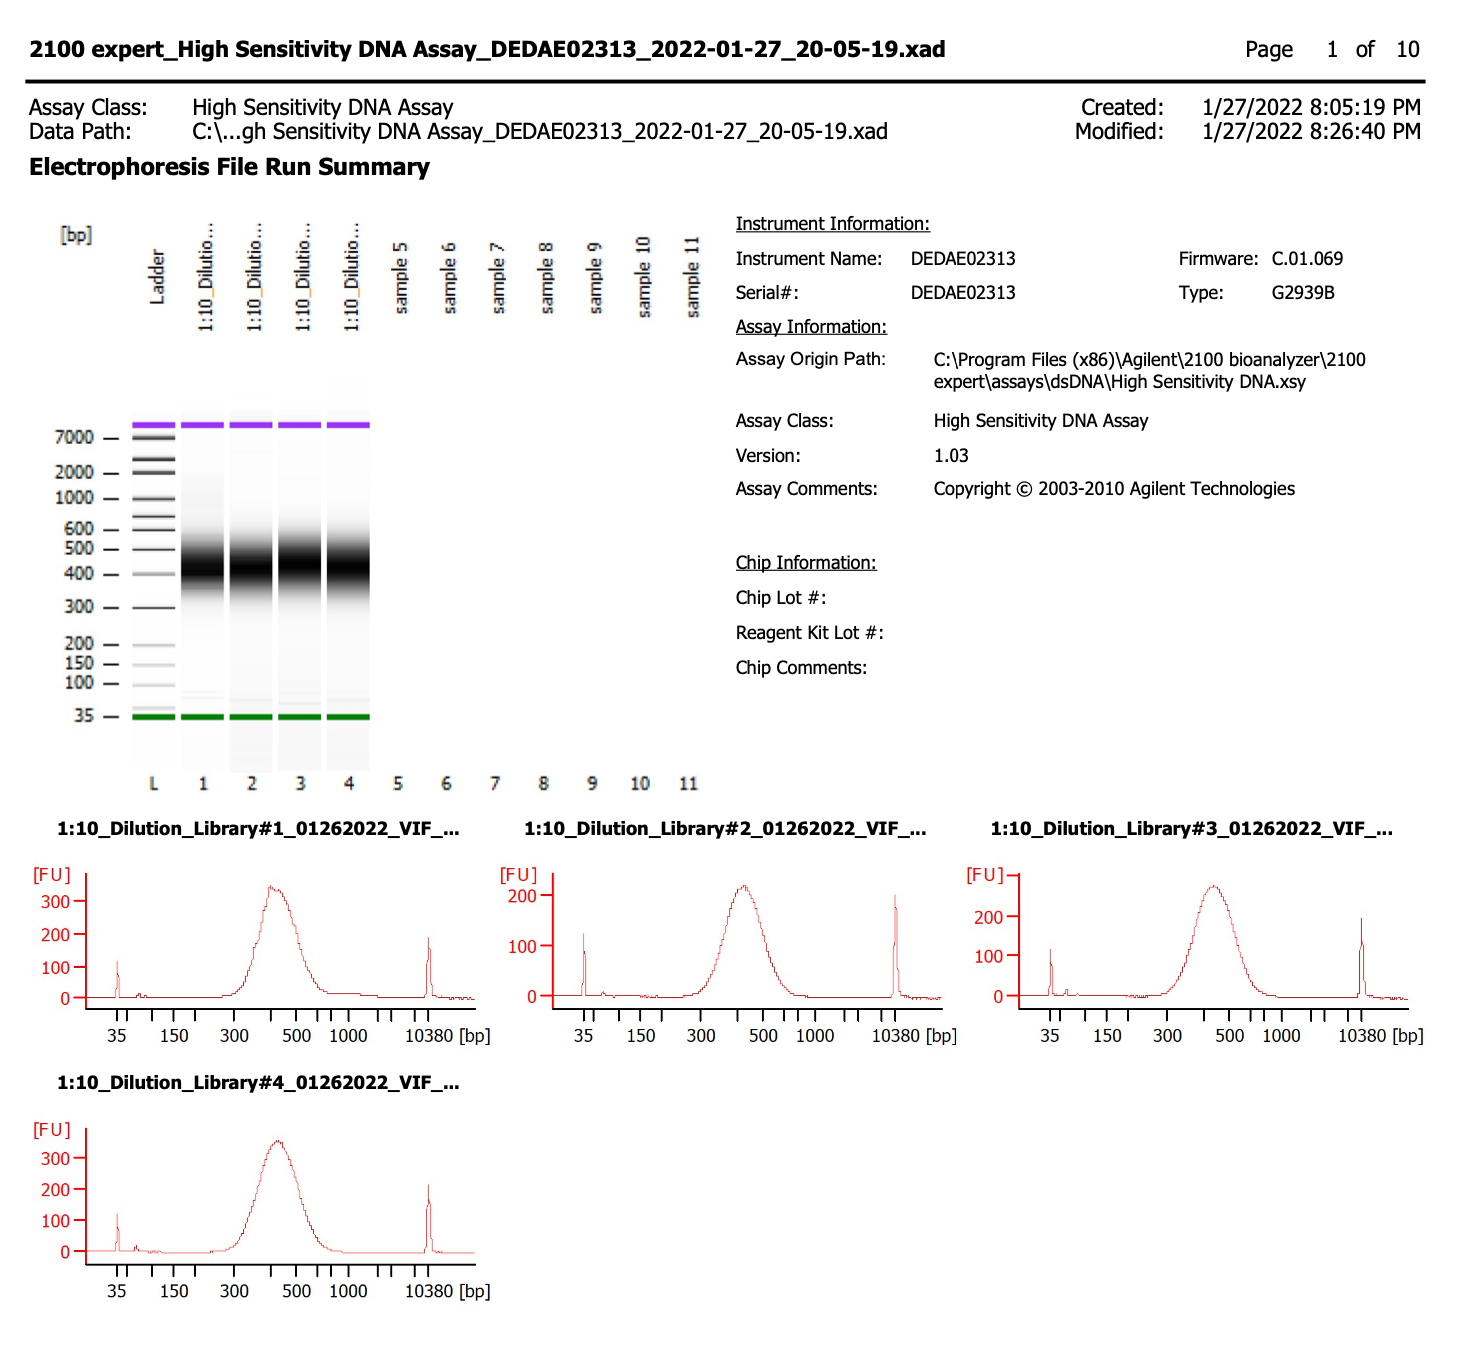 2100 expert_High Sensitivity DNA Assay_DEDAE02313_2022-01-27_20-05-19.xad Page 1 of 10
Assay Class: High Sensitivity DNA Assay Created: 1/27/2022 8:05:19 PM
Data Path: C:\...gh Sensitivity DNA Assay_DEDAE02313_2022-01-27_20-05-19.xad Modified: 1/27/2022 8:26:40 PM
Electrophoresis File Run Summary
[bp]
Ladder
1:10_Dilutio...
1:10_Dilutio...
1:10_Dilutio...
1:10_Dilutio...
sample 5
sample 6
sample 7
sample 8
sample 9
sample 10
sample 11
7000
2000
1000
600
500
400
300
200
150
100
35
L 1 2 3 4 5 6 7 8 9 10 11
Instrument Information:
Instrument Name: DEDAE02313 Firmware: C.01.069
Serial#: DEDAE02313 Type: G2939B
Assay Information:
Assay Origin Path: C:\Program Files (x86)\Agilent\2100 bioanalyzer\2100
expert\assays\dsDNA\High Sensitivity DNA.xsy
Assay Class: High Sensitivity DNA Assay
Version: 1.03
Assay Comments: Copyright © 2003-2010 Agilent Technologies
Chip Information:
Chip Lot #:
Reagent Kit Lot #:
Chip Comments:
1:10_Dilution_Library#1_01262022_VIF_...
[FU]
300
200
100
0
35 150 300 500 1000 10380 [bp]
1:10_Dilution_Library#2_01262022_VIF_...
[FU]
200
100
0
35 150 300 500 1000 10380 [bp]
1:10_Dilution_Library#3_01262022_VIF_...
[FU]
200
100
0
35 150 300 500 1000 10380 [bp]
1:10_Dilution_Library#4_01262022_VIF_...
[FU]
300
200
100
0
35 150 300 500 1000 10380 [bp]